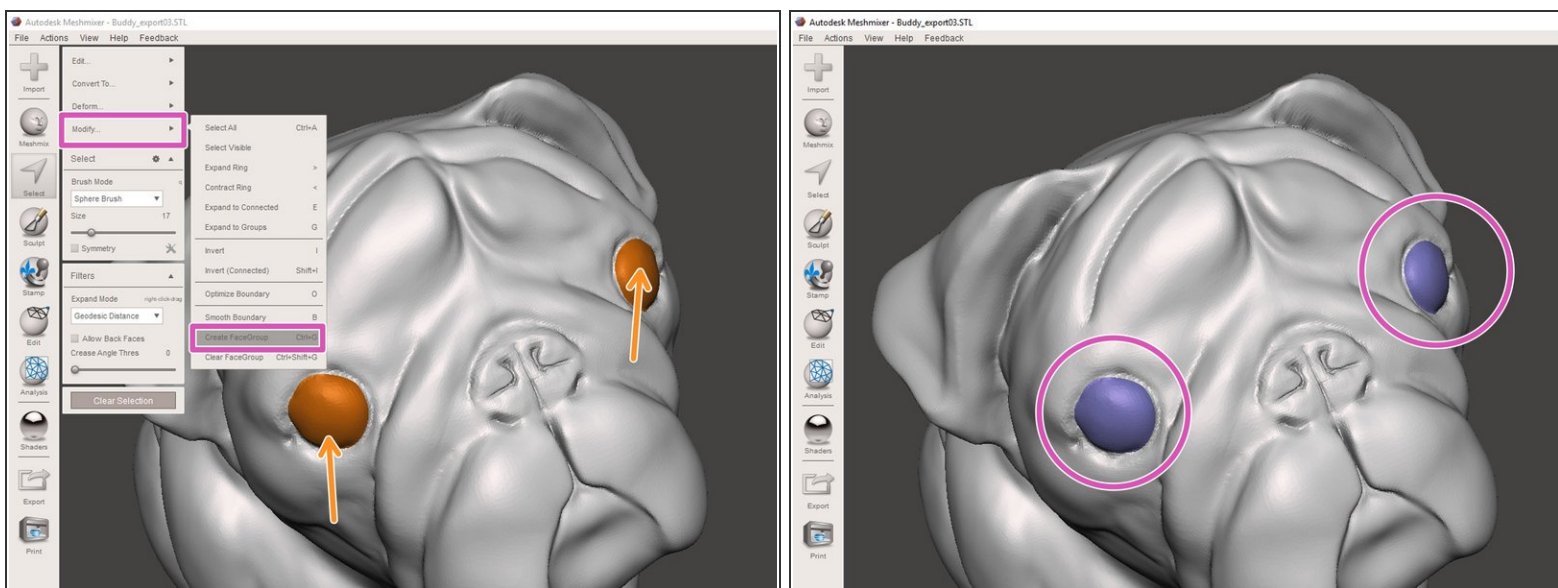 Autodesk Meshmixer - Buddy_export03.STL
File Actions View Help Feedback
Import
Meshmix
Select
Sculpt
Stamp
Edit
Analysis
Shaders
Export
Print
Edit...
Convert To...
Deform...
Modify...
Select
Brush Mode q
Sphere Brush
Size 17
Symmetry
Filters
Expand Mode right-click-drag
Geodesic Distance
Allow Back Faces
Crease Angle Thres 0
Clear Selection
Select All Ctrl+A
Select Visible
Expand Ring >
Contract Ring <
Expand to Connected E
Expand to Groups G
Invert I
Invert (Connected) Shift+I
Optimize Boundary O
Smooth Boundary B
Create FaceGroup Ctrl+G
Clear FaceGroup Ctrl+Shift+G
Autodesk Meshmixer - Buddy_export03.STL
File Actions View Help Feedback
Import
Meshmix
Select
Sculpt
Stamp
Edit
Analysis
Shaders
Export
Print